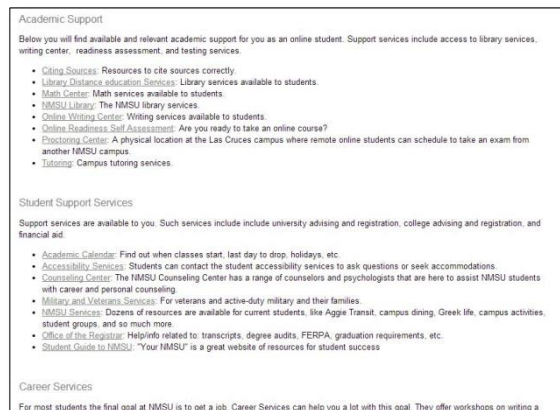 Academic Support
Below you will find available and relevant academic support for you as an online student. Support services include access to library services,
writing center, readiness assessment, and testing services.
• Citing Sources: Resources to cite sources correctly.
• Library Distance education Services: Library services available to students.
• Math Center: Math services available to students.
• NMSU Library: The NMSU library services.
• Online Writing Center: Writing services available to students.
• Online Readiness Self Assessment: Are you ready to take an online course?
• Proctoring Center: A physical location at the Las Cruces campus where remote online students can schedule to take an exam from
another NMSU campus.
• Tutoring: Campus tutoring services.
Student Support Services
Support services are available to you. Such services include include university advising and registration, college advising and registration, and
financial aid.
• Academic Calendar: Find out when classes start, last day to drop, holidays, etc.
• Accessibility Services: Students can contact the student accessibility services to ask questions or seek accommodations.
• Counseling Center: The NMSU Counseling Center has a range of counselors and psychologists that are here to assist NMSU students
with career and personal counseling.
• Military and Veterans Services: For veterans and active-duty military and their families.
• NMSU Services: Dozens of resources are available for current students, like Aggie Transit, campus dining, Greek life, campus activities,
student groups, and so much more
• Office of the Registrar: Help/info related to: transcripts, degree audits, FERPA, graduation requirements, etc.
• Student Guide to NMSU: "Your NMSU" is a great website of resources for student success
Career Services
For most students the final goal at NMSU is to get a job. Career Services can help you a lot with this goal. They offer workshops on writing a